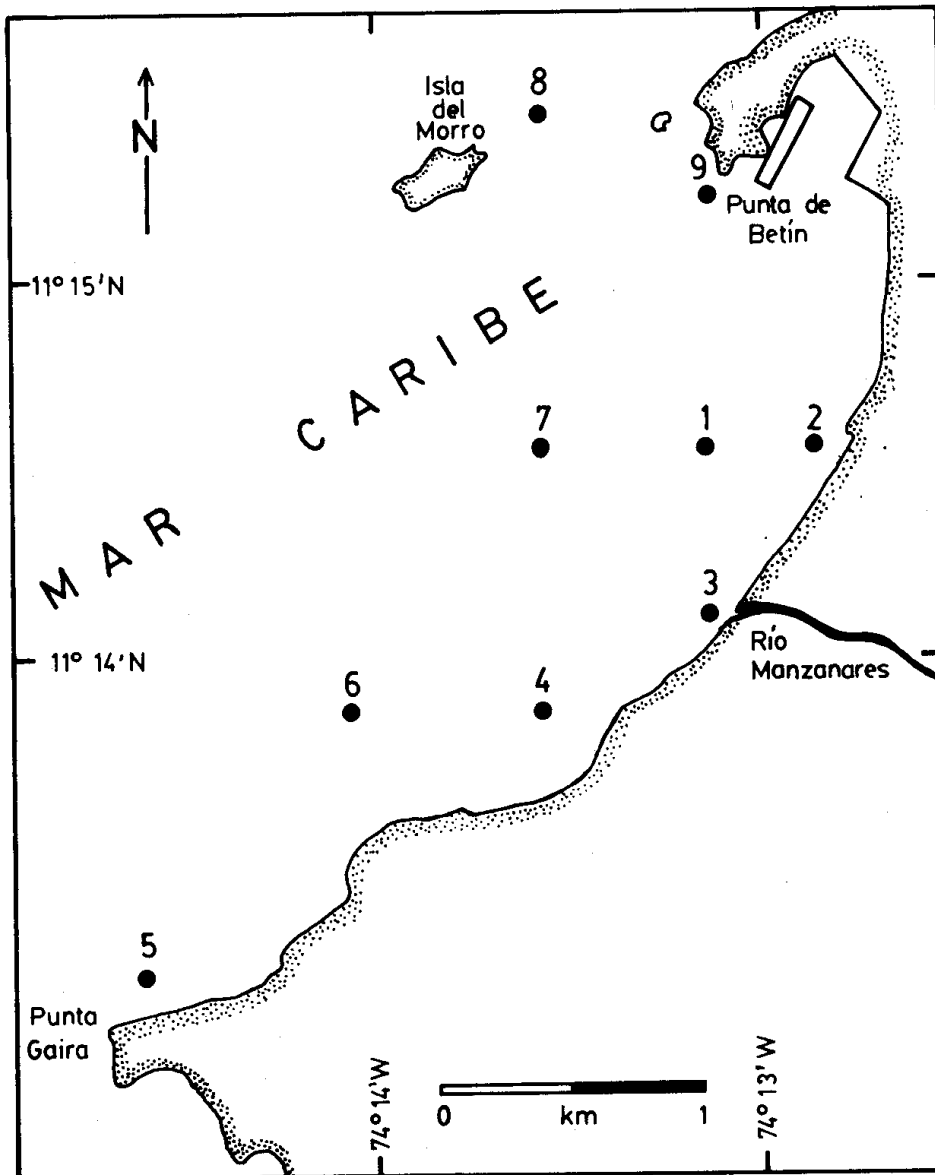 8
Isla
del
Morro
N
9
Punta de
Betín
11° 15'N
MAR CARIBE
7
1
2
3
Río
Manzanares
11° 14'N
6
4
5
Punta
Gaira
74° 14'W
74° 13'W
0 km 1